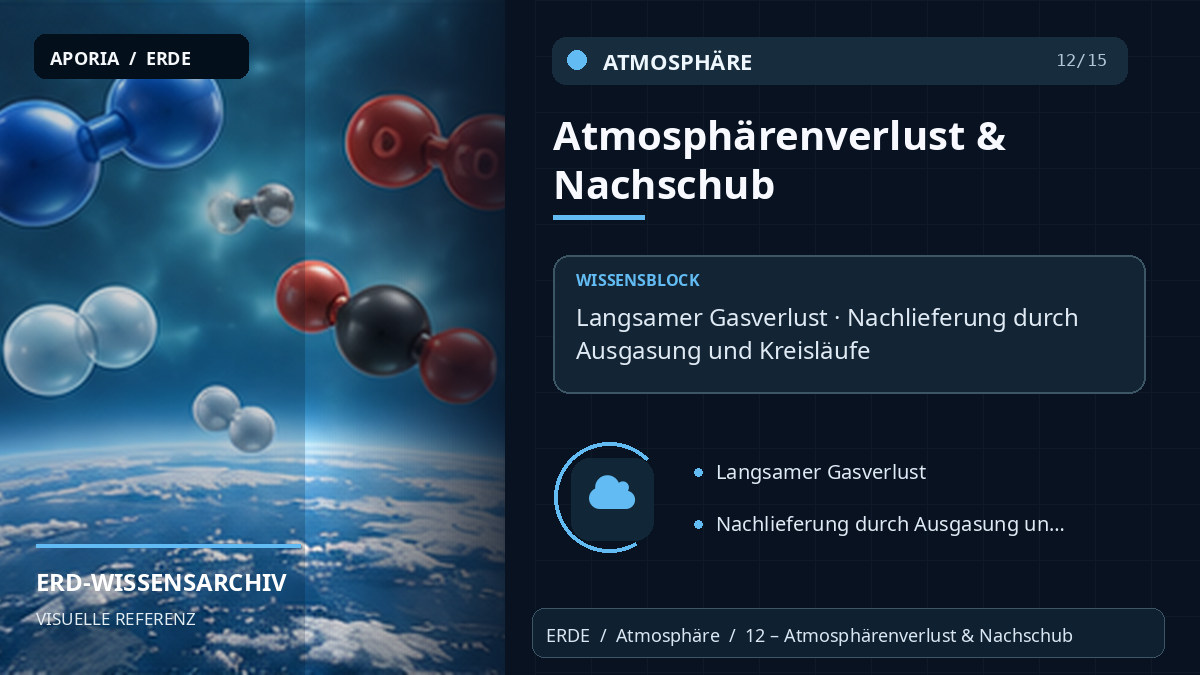 APORIA / ERDE
ERD-WISSENSARCHIV
VISUELLE REFERENZ
ATMOSPHÄRE
12/15
Atmosphärenverlust &
Nachschub
WISSENSBLOCK
Langsamer Gasverlust · Nachlieferung durch
Ausgasung und Kreisläufe
Langsamer Gasverlust
Nachlieferung durch Ausgasung un…
ERDE / Atmosphäre / 12 – Atmosphärenverlust & Nachschub